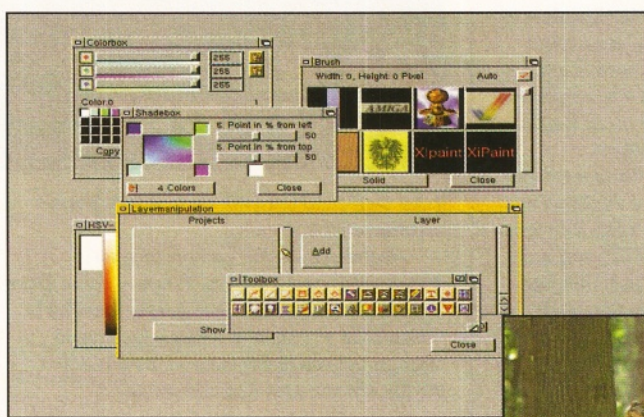 Colorbox
255
255
255
Color:0
1
Copy
Brush
Width: 0, Height: 0 Pixel
Auto
AMIGA
XIpaint
XiPaint
Solid
Close
Shadebox
5. Point in % from left
50
5. Point in % from top
50
4 Colors
Close
HSV-
Layermanipulation
Projects
Layer
Add
Toolbox
Show
Close